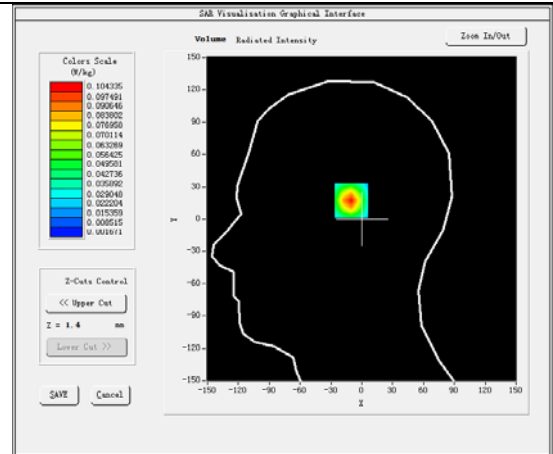 SAR Visualisation Graphical Interface
Volume Radiated Intensity
Zoom In/Out
Colors Scale
(W/kg)
0.104335
0.097491
0.090646
0.083802
0.076958
0.070114
0.063269
0.056425
0.049581
0.042736
0.035892
0.029048
0.022204
0.015359
0.008515
0.001671
Z-Cuts Control
<< Upper Cut
Z = 1.4 mm
Lower Cut >>
SAVE Cancel
150
120
90
60
30
0
-30
-60
-90
-120
-150
Y
-150 -120 -90 -60 -30 0 30 60 90 120 150
X